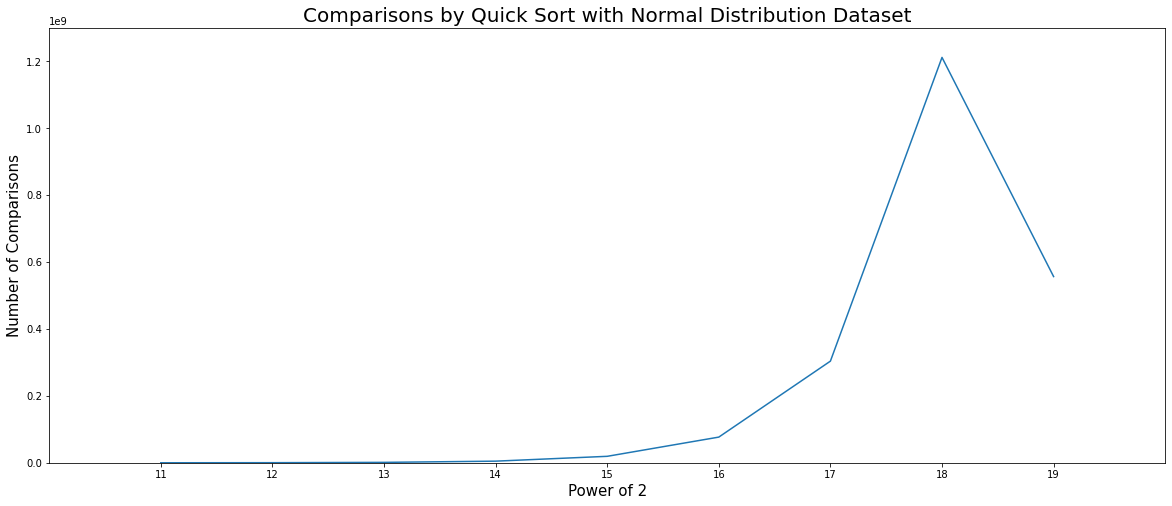 Comparisons by Quick Sort with Normal Distribution Dataset
1e9
1.2
1.0
0.8
0.6
0.4
0.2
0.0
Number of Comparisons
11 12 13 14 15 16 17 18 19
Power of 2